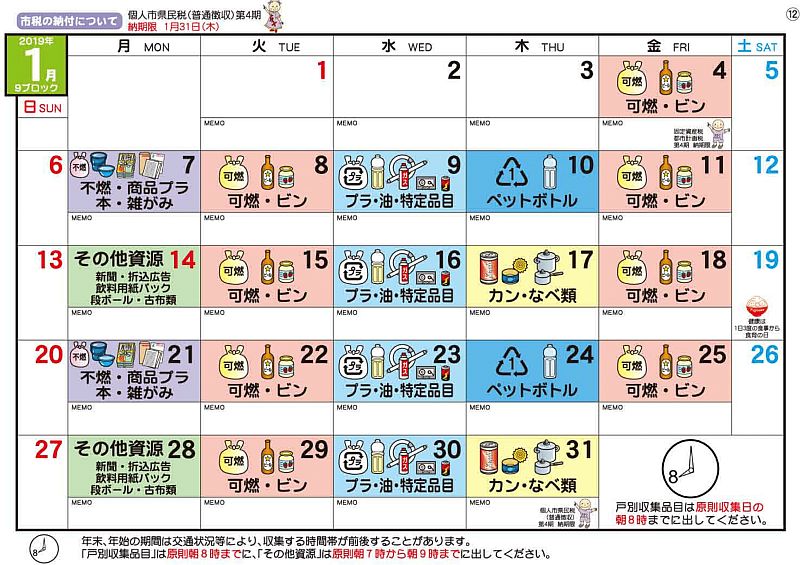 市税の納付について
個人市県民税(普通徴収)第4期
納期限 1月31日(木)
⑫
2019年
1月
9ブロック
日 SUN
月 MON
火 TUE
水 WED
木 THU
金 FRI
土 SAT
1
MEMO
2
MEMO
3
MEMO
可燃
4
可燃・ビン
MEMO
固定資産税
都市計画税
第4期 納期限
5
6
不燃
7
不燃・商品プラ
本・雑がみ
MEMO
可燃
8
可燃・ビン
MEMO
プラ
9
プラ・油・特定品目
MEMO
1
10
ペットボトル
MEMO
可燃
11
可燃・ビン
MEMO
12
13
その他資源 14
新聞・折込広告
飲料用紙パック
段ボール・古布類
MEMO
可燃
15
可燃・ビン
MEMO
プラ
16
プラ・油・特定品目
MEMO
17
カン・なべ類
MEMO
可燃
18
可燃・ビン
MEMO
19
健康は
1日3度の食事から
食育の日
20
不燃
21
不燃・商品プラ
本・雑がみ
MEMO
可燃
22
可燃・ビン
MEMO
プラ
23
プラ・油・特定品目
MEMO
1
24
ペットボトル
MEMO
可燃
25
可燃・ビン
MEMO
26
27
その他資源 28
新聞・折込広告
飲料用紙パック
段ボール・古布類
MEMO
可燃
29
可燃・ビン
MEMO
プラ
30
プラ・油・特定品目
MEMO
31
カン・なべ類
MEMO
個人市県民税
(普通徴収)
第4期 納期限
8
戸別収集品目は原則収集日の
朝8時までに出してください。
8
年末、年始の期間は交通状況等により、収集する時間帯が前後することがあります。
「戸別収集品目」は原則朝8時までに、「その他資源」は原則朝7時から朝9時までに出してください。